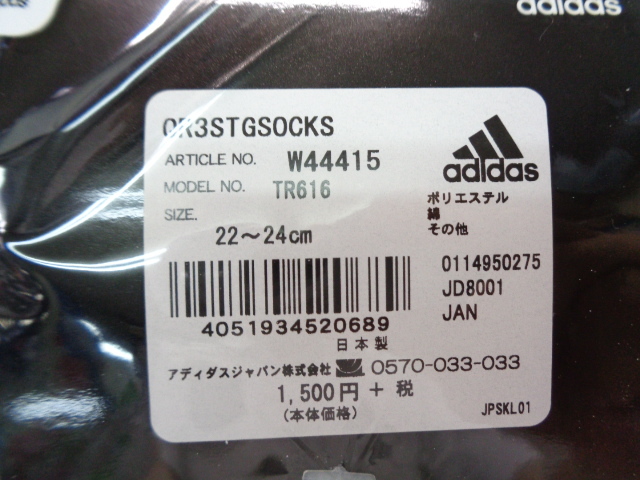 adidas
QR3STGSOCKS
ARTICLE NO. W44415
MODEL NO. TR616
SIZE.
22～24cm
adidas
ポリエステル
綿
その他
0114950275
JD8001
JAN
4051934520689
日本製
アディダスジャパン株式会社 0570-033-033
1,500円 + 税
(本体価格)
JPSKL01